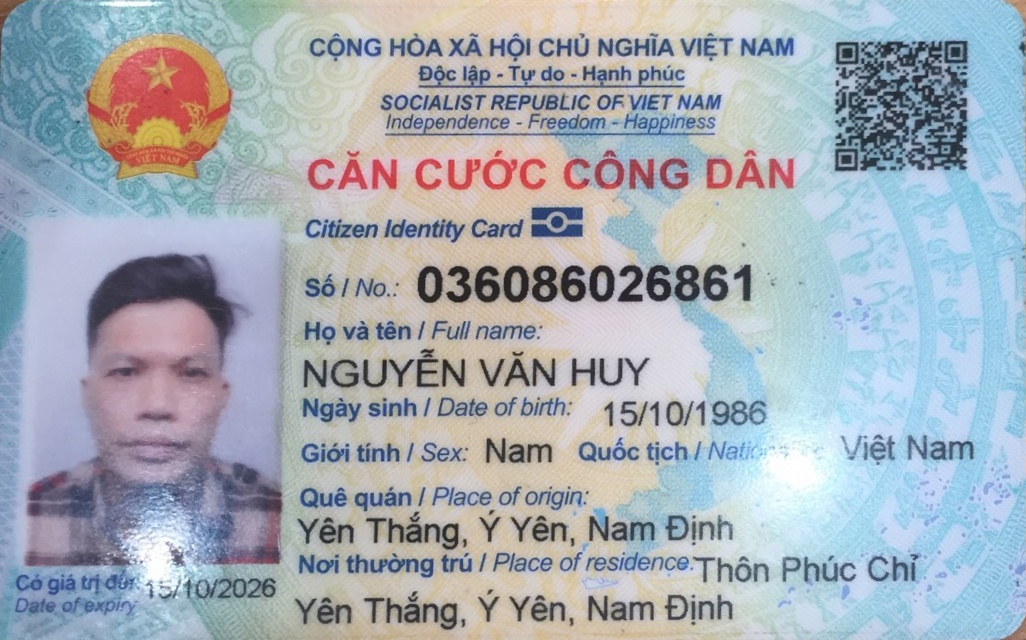 CỘNG HÒA XÃ HỘI CHỦ NGHĨA VIỆT NAM
Độc lập - Tự do - Hạnh phúc
SOCIALIST REPUBLIC OF VIET NAM
Independence - Freedom - Happiness
CĂN CƯỚC CÔNG DÂN
Citizen Identity Card
Số / No.: 036086026861
Họ và tên / Full name:
NGUYỄN VĂN HUY
Ngày sinh / Date of birth: 15/10/1986
Giới tính / Sex: Nam Quốc tịch / Việt Nam
Quê quán / Place of origin:
Yên Thắng, Ý Yên, Nam Định
Nơi thường trú / Place of residence: Thôn Phúc Chỉ
Yên Thắng, Ý Yên, Nam Định
Có giá trị 15/10/2026
Date of expiry
VIỆT NAM